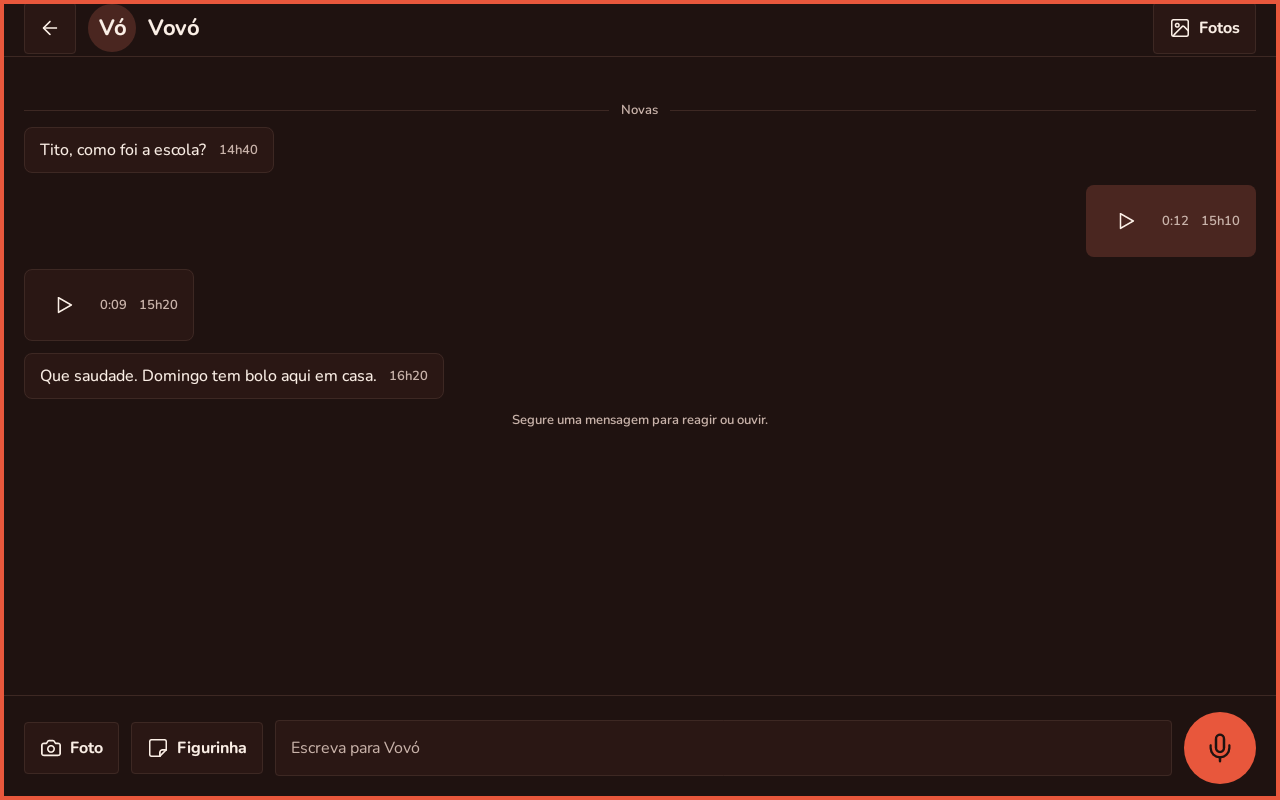 Vó Vovó Fotos
Novas
Tito, como foi a escola? 14h40
0:12 15h10
0:09 15h20
Que saudade. Domingo tem bolo aqui em casa. 16h20
Segure uma mensagem para reagir ou ouvir.
Foto Figurinha Escreva para Vovó